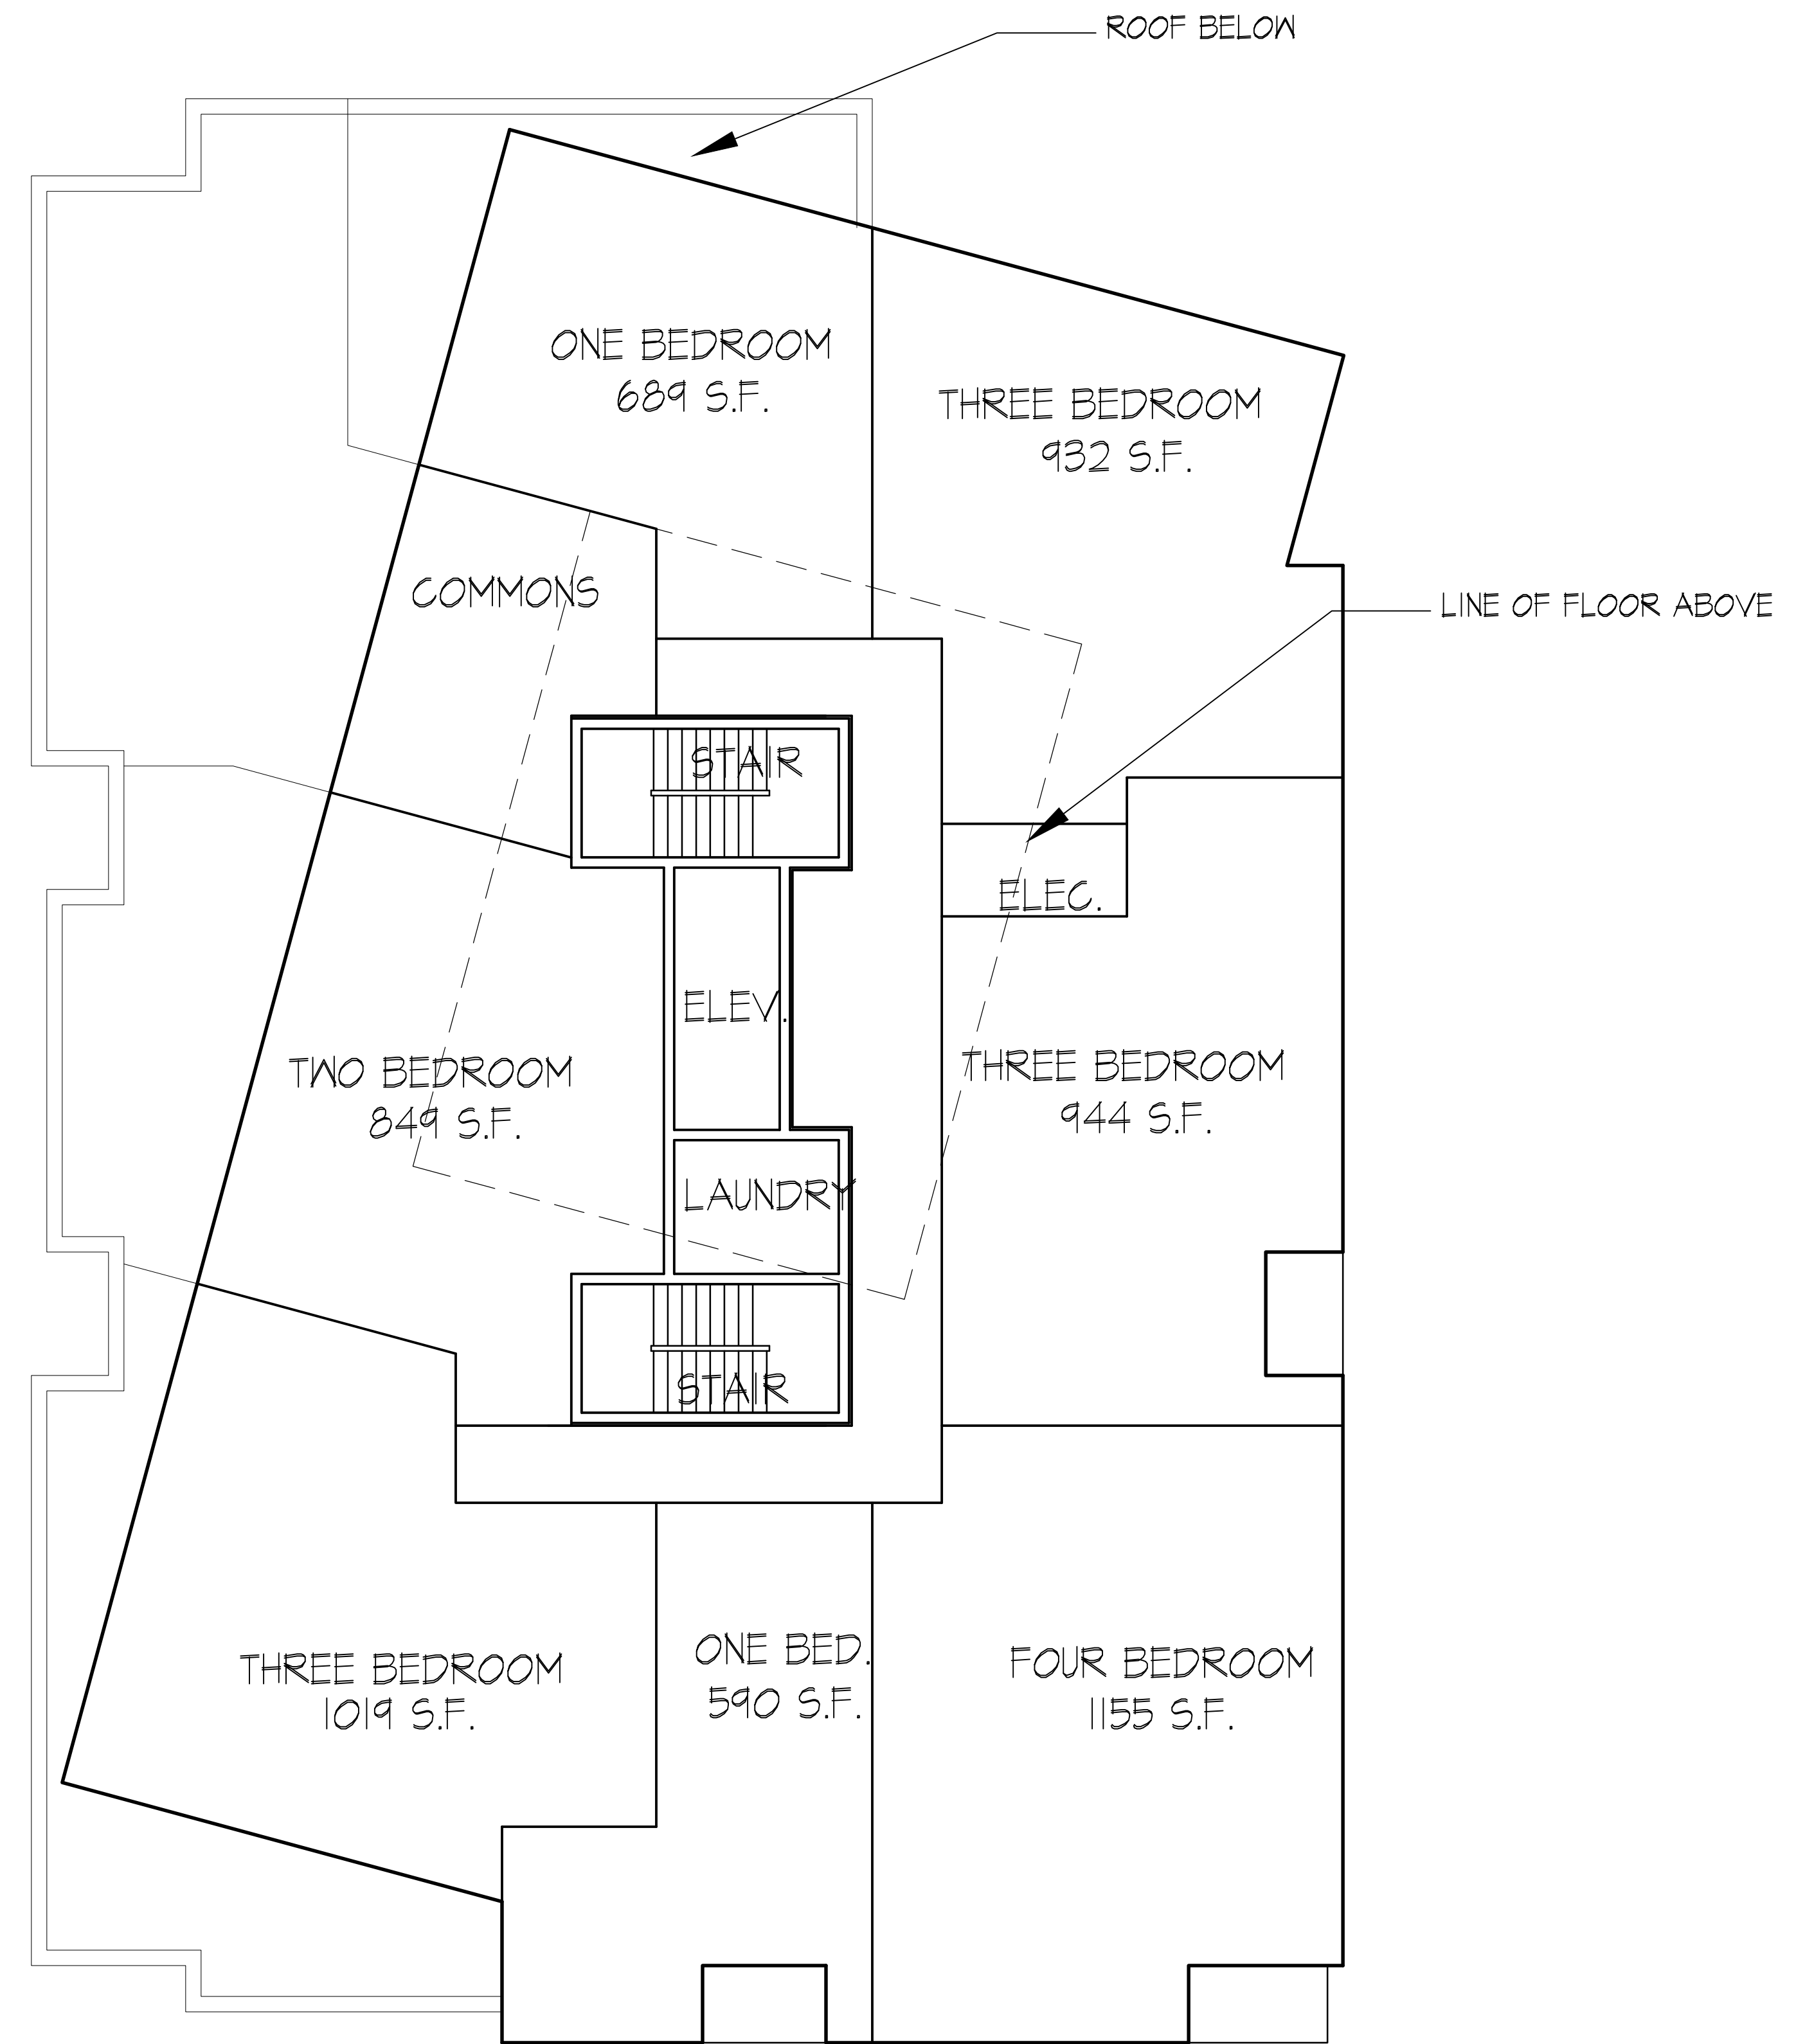 ROOF BELOW
ONE BEDROOM
689 S.F.
THREE BEDROOM
932 S.F.
COMMONS
LINE OF FLOOR ABOVE
STAIR
ELEC.
ELEV.
TWO BEDROOM
849 S.F.
THREE BEDROOM
944 S.F.
LAUNDRY
STAIR
THREE BEDROOM
1019 S.F.
ONE BED.
590 S.F.
FOUR BEDROOM
1155 S.F.